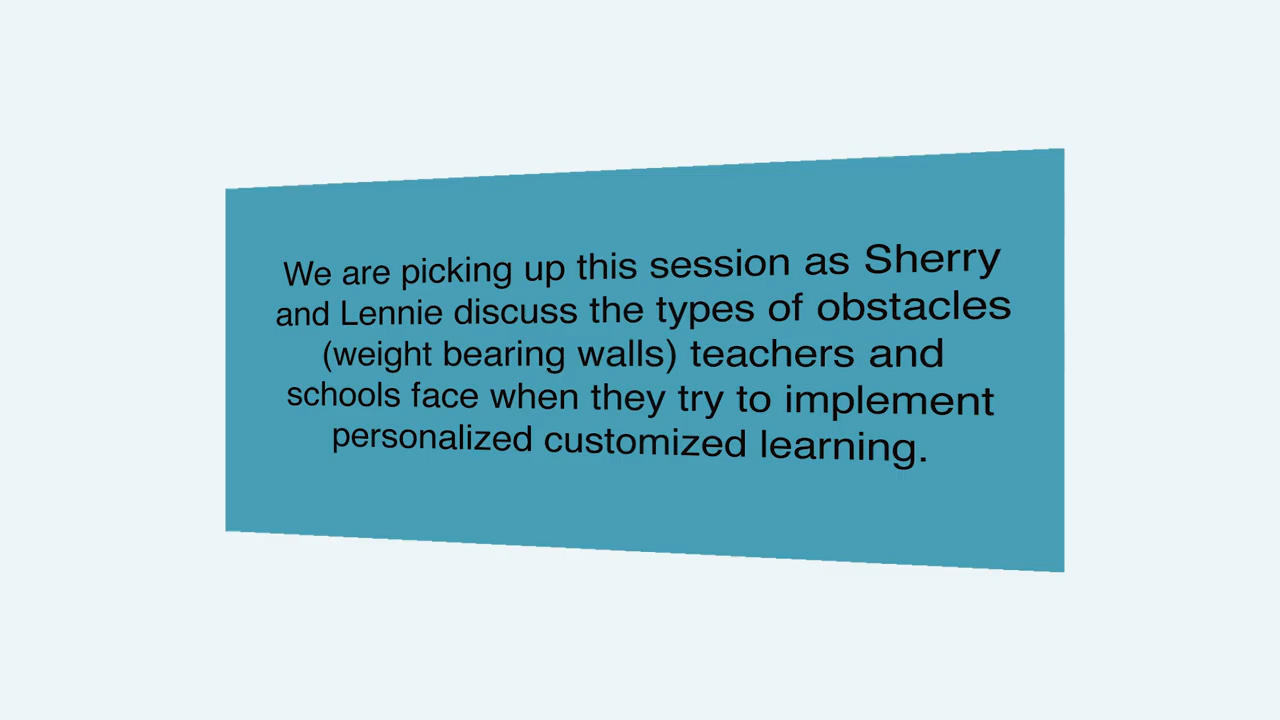 We are picking up this session as Sherry
and Lennie discuss the types of obstacles
(weight bearing walls) teachers and
schools face when they try to implement
personalized customized learning.